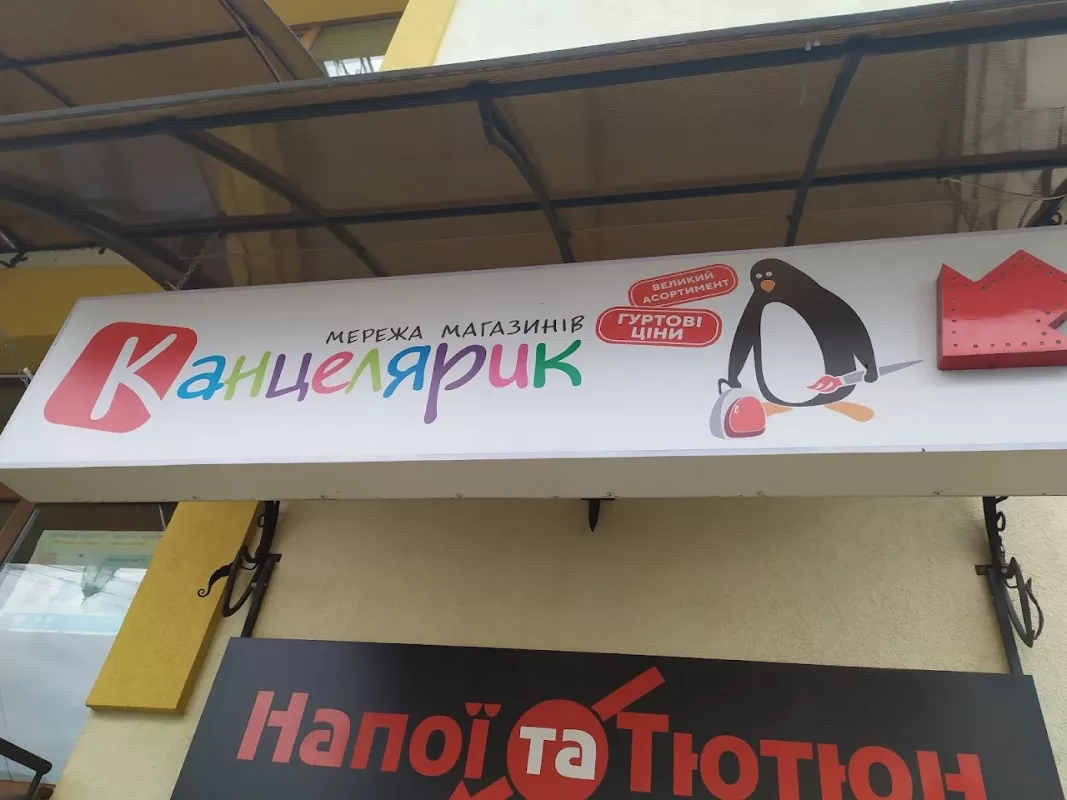 МЕРЕЖА МАГАЗИНІВ
Канцелярик
ВЕЛИКИЙ
АСОРТИМЕНТ
ГУРТОВІ
ЦІНИ
Напої та Тютюн